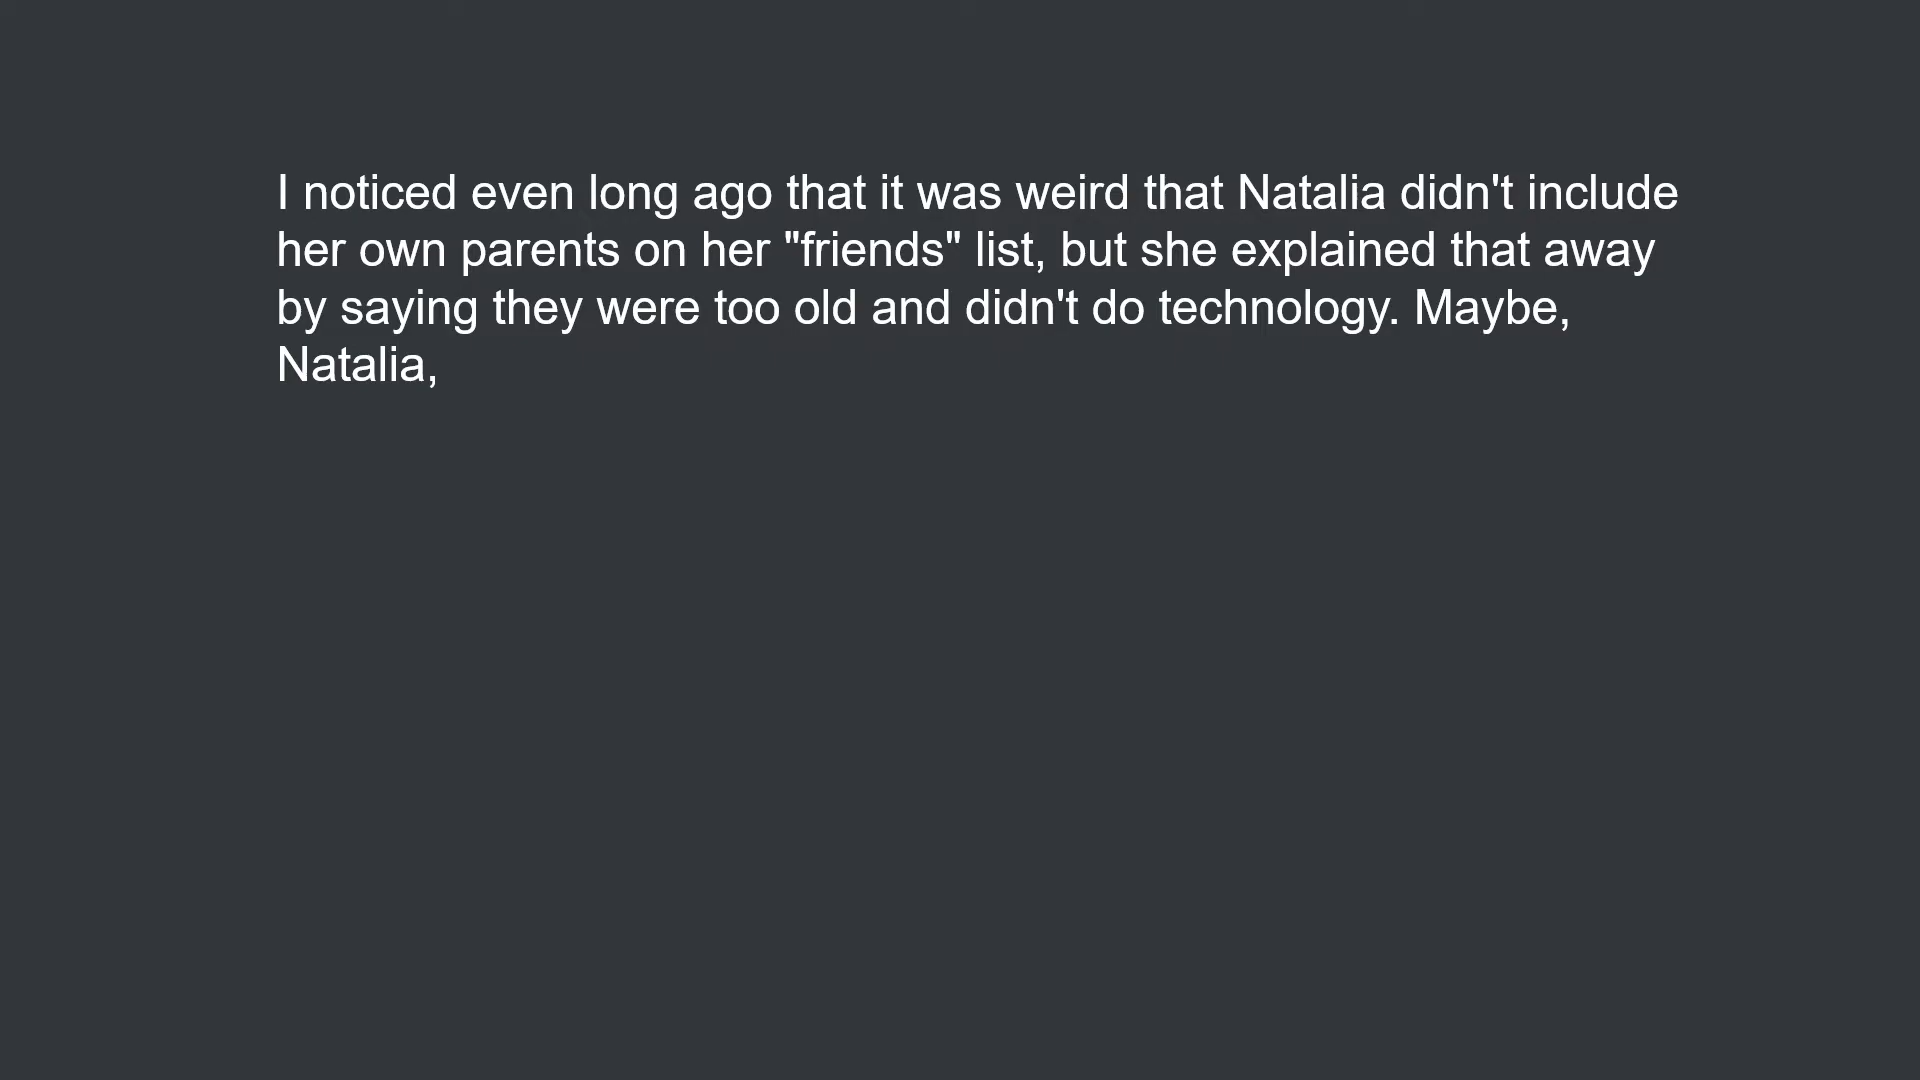 I noticed even long ago that it was weird that Natalia didn't include
her own parents on her "friends" list, but she explained that away
by saying they were too old and didn't do technology. Maybe,
Natalia,